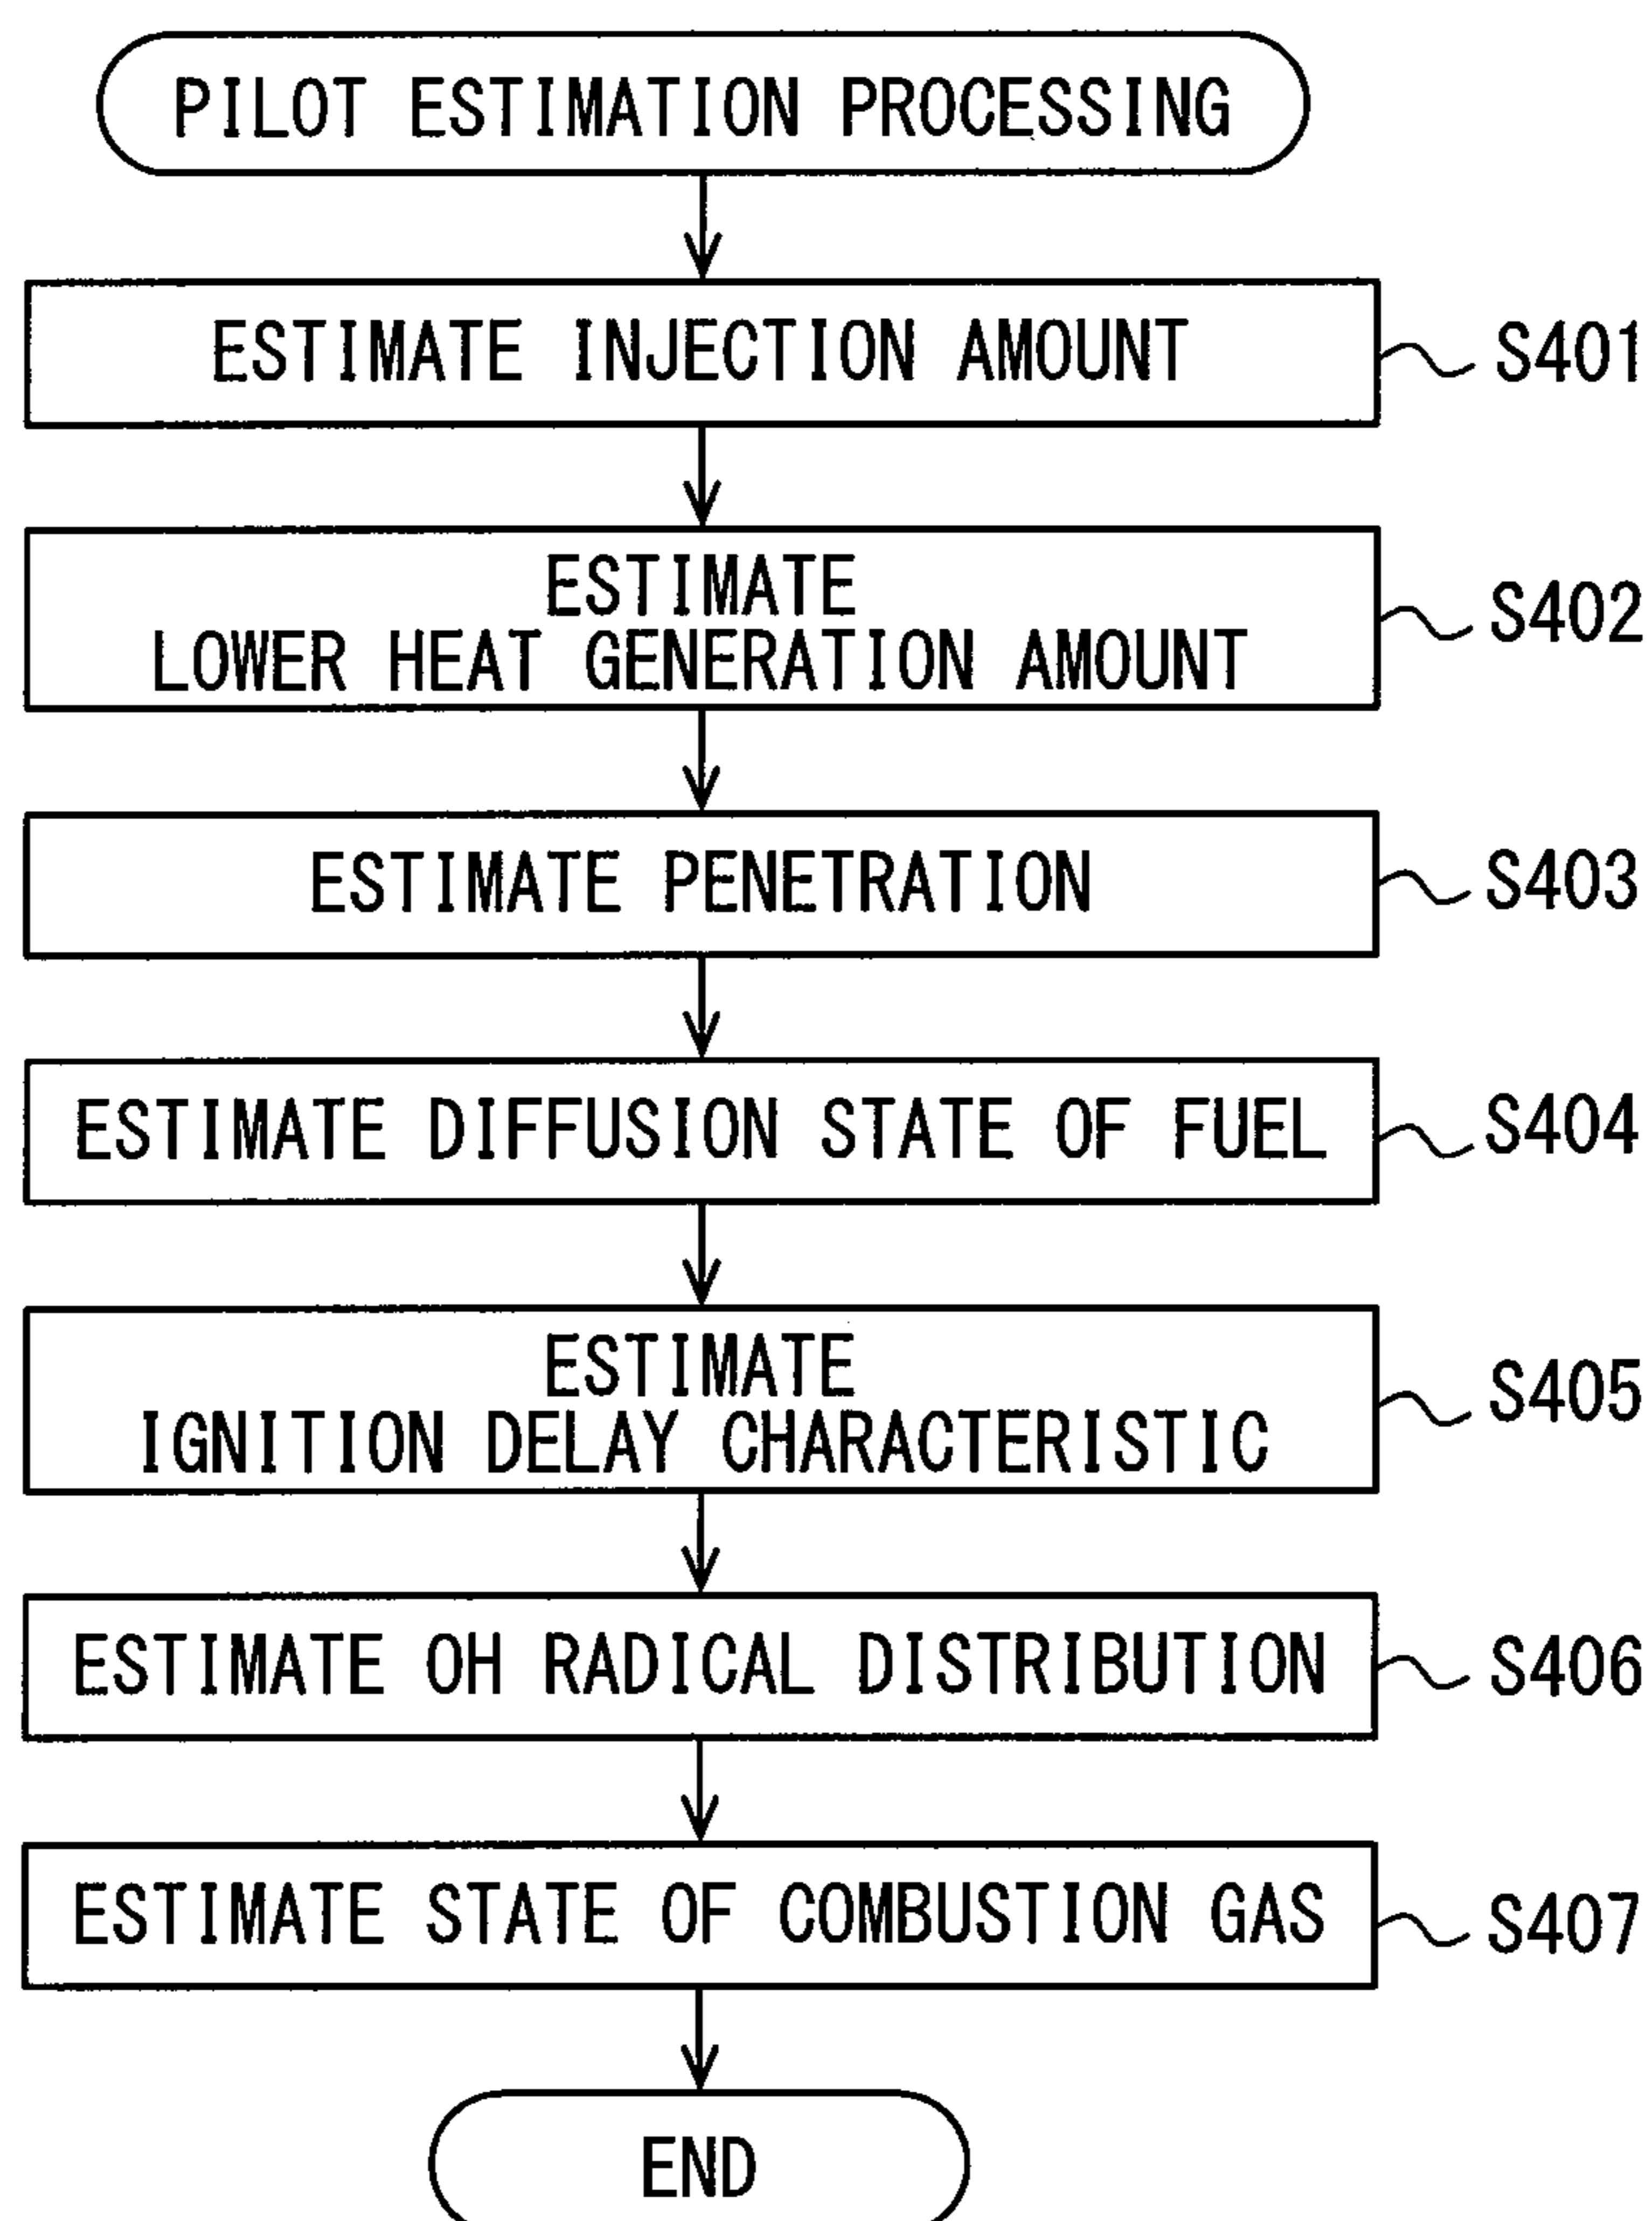 PILOT ESTIMATION PROCESSING
ESTIMATE INJECTION AMOUNT
S401
ESTIMATE
LOWER HEAT GENERATION AMOUNT
S402
ESTIMATE PENETRATION
S403
ESTIMATE DIFFUSION STATE OF FUEL
S404
ESTIMATE
IGNITION DELAY CHARACTERISTIC
S405
ESTIMATE OH RADICAL DISTRIBUTION
S406
ESTIMATE STATE OF COMBUSTION GAS
S407
END